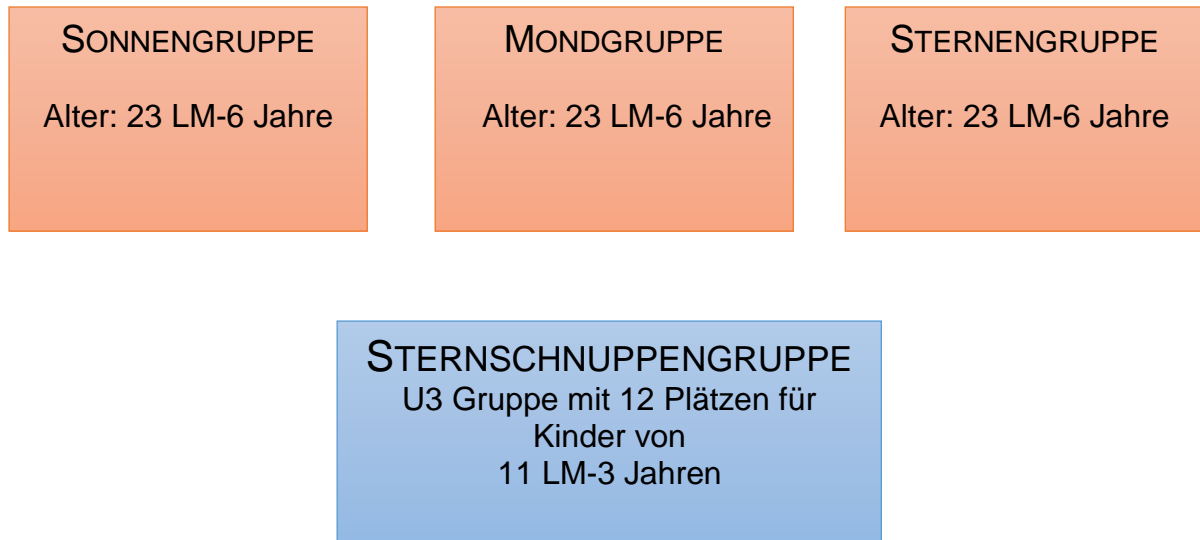 SONNENGRUPPE
Alter: 23 LM-6 Jahre
MONDGRUPPE
Alter: 23 LM-6 Jahre
STERNENGRUPPE
Alter: 23 LM-6 Jahre
STERNSCHNUPPENGRUPPE
U3 Gruppe mit 12 Plätzen für
Kinder von
11 LM-3 Jahren